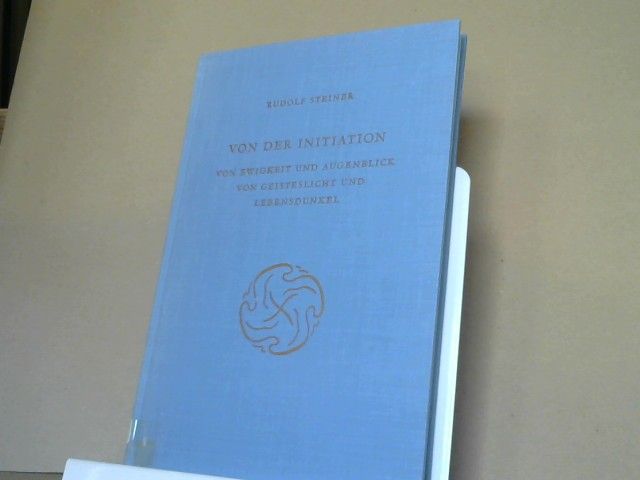 RUDOLF STEINER
VON DER INITIATION
VON EWIGKEIT UND AUGENBLICK
VON GEISTESLICHT UND
LEBENSDUNKEL